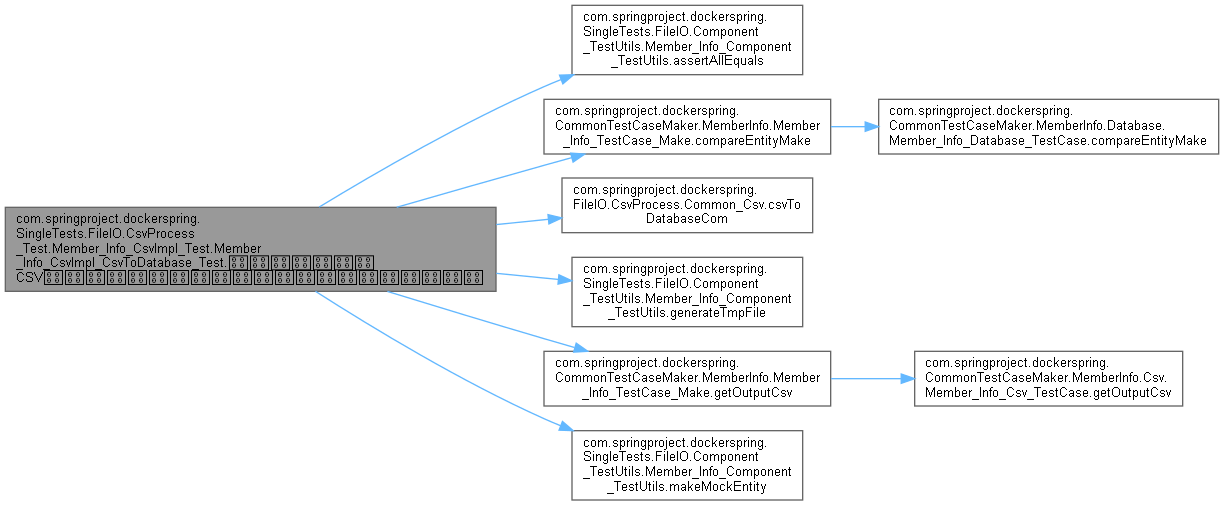 com.springproject.dockerspring.
SingleTests.FileIO.Component
_TestUtils.Member_Info_Component
_TestUtils.assertAllEquals
com.springproject.dockerspring.
CommonTestCaseMaker.MemberInfo.Member
_Info_TestCase_Make.compareEntityMake
com.springproject.dockerspring.
CommonTestCaseMaker.MemberInfo.Database.
Member_Info_Database_TestCase.compareEntityMake
com.springproject.dockerspring.
FileIO.CsvProcess.Common_Csv.csvTo
DatabaseCom
com.springproject.dockerspring.
SingleTests.FileIO.CsvProcess
_Test.Member_Info_CsvImpl_Test.Member
_Info_CsvImpl_CsvToDatabase_Test.
CSV
com.springproject.dockerspring.
SingleTests.FileIO.Component
_TestUtils.Member_Info_Component
_TestUtils.generateTmpFile
com.springproject.dockerspring.
CommonTestCaseMaker.MemberInfo.Member
_Info_TestCase_Make.getOutputCsv
com.springproject.dockerspring.
CommonTestCaseMaker.MemberInfo.Csv.
Member_Info_Csv_TestCase.getOutputCsv
com.springproject.dockerspring.
SingleTests.FileIO.Component
_TestUtils.Member_Info_Component
_TestUtils.makeMockEntity